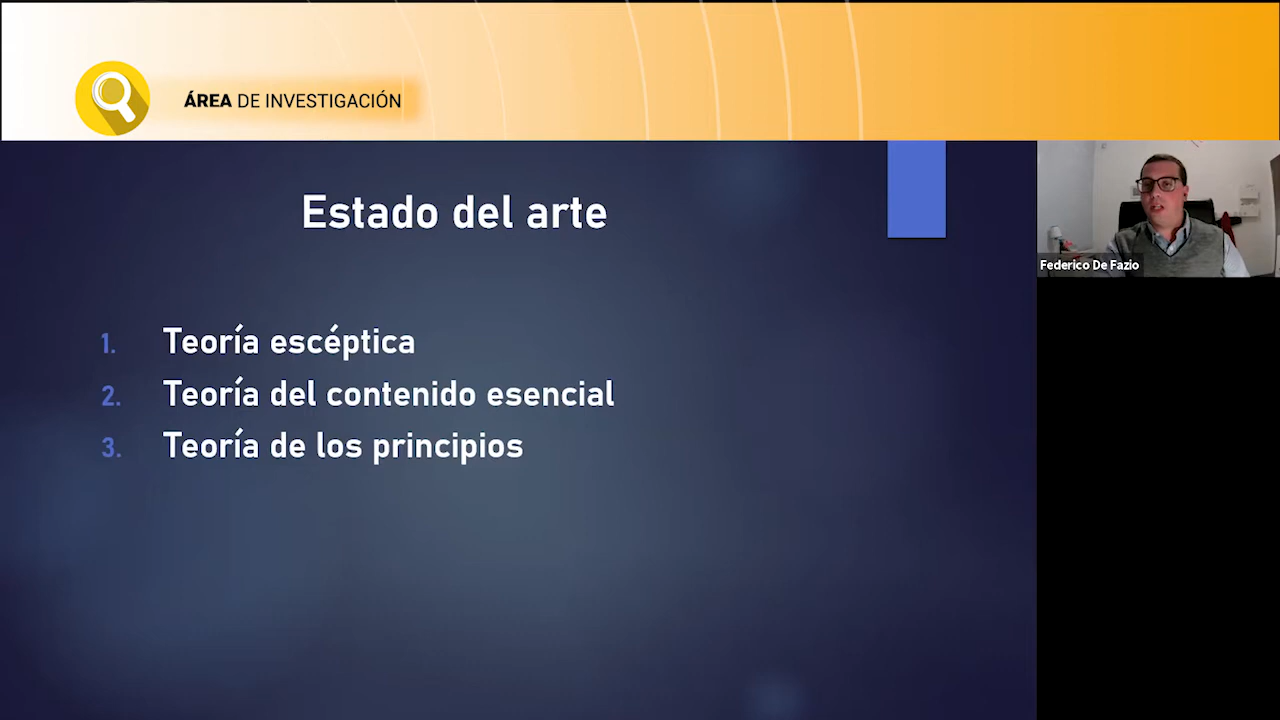 ÁREA DE INVESTIGACIÓN
Estado del arte
1. Teoría escéptica
2. Teoría del contenido esencial
3. Teoría de los principios
Federico De Fazio